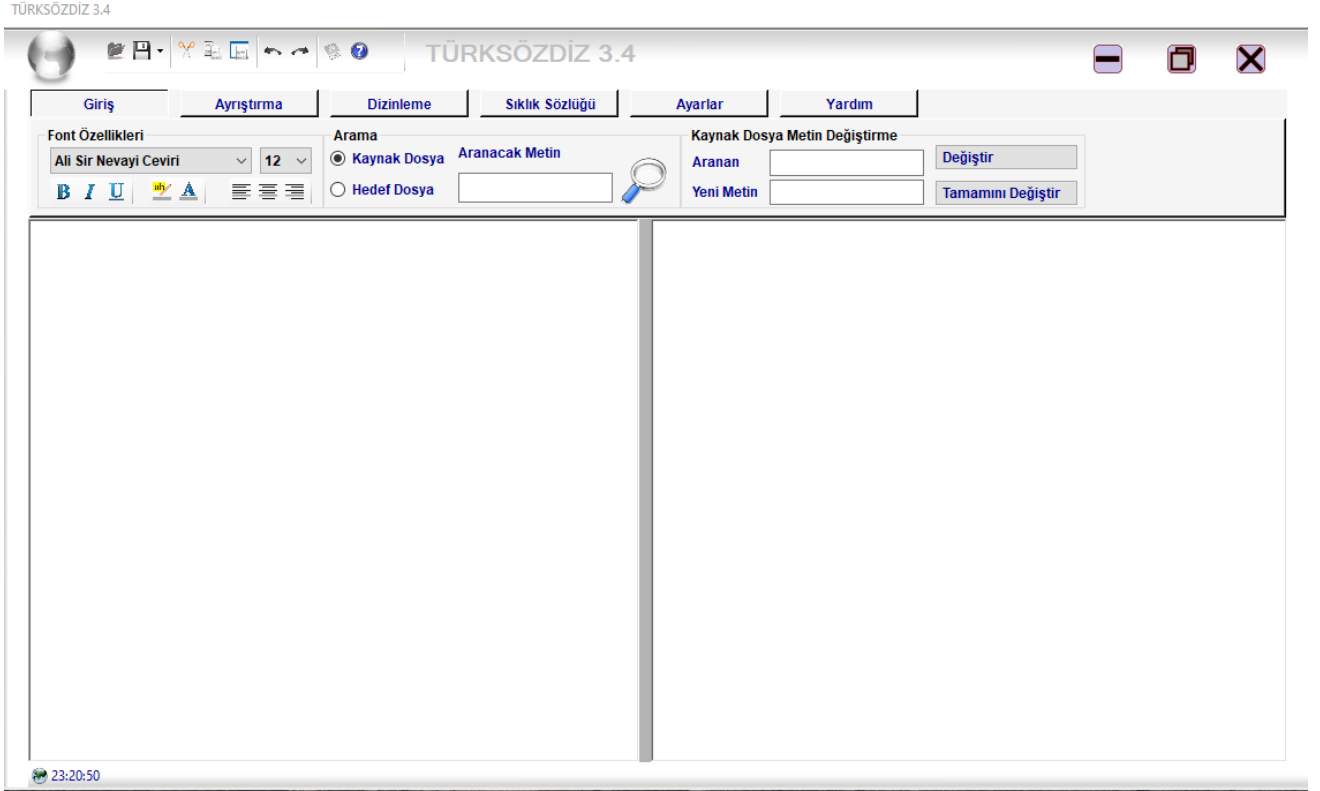 TÜRKSÖZDİZ 3.4
TÜRKSÖZDİZ 3.4
Giriş Ayrıştırma Dizinleme Sıklık Sözlüğü Ayarlar Yardım
Font Özellikleri Arama Kaynak Dosya Metin Değiştirme
Ali Sir Nevayi Ceviri 12 Kaynak Dosya Aranacak Metin Aranan Değiştir
B I U ab A Hedef Dosya Yeni Metin Tamamını Değiştir
23:20:50